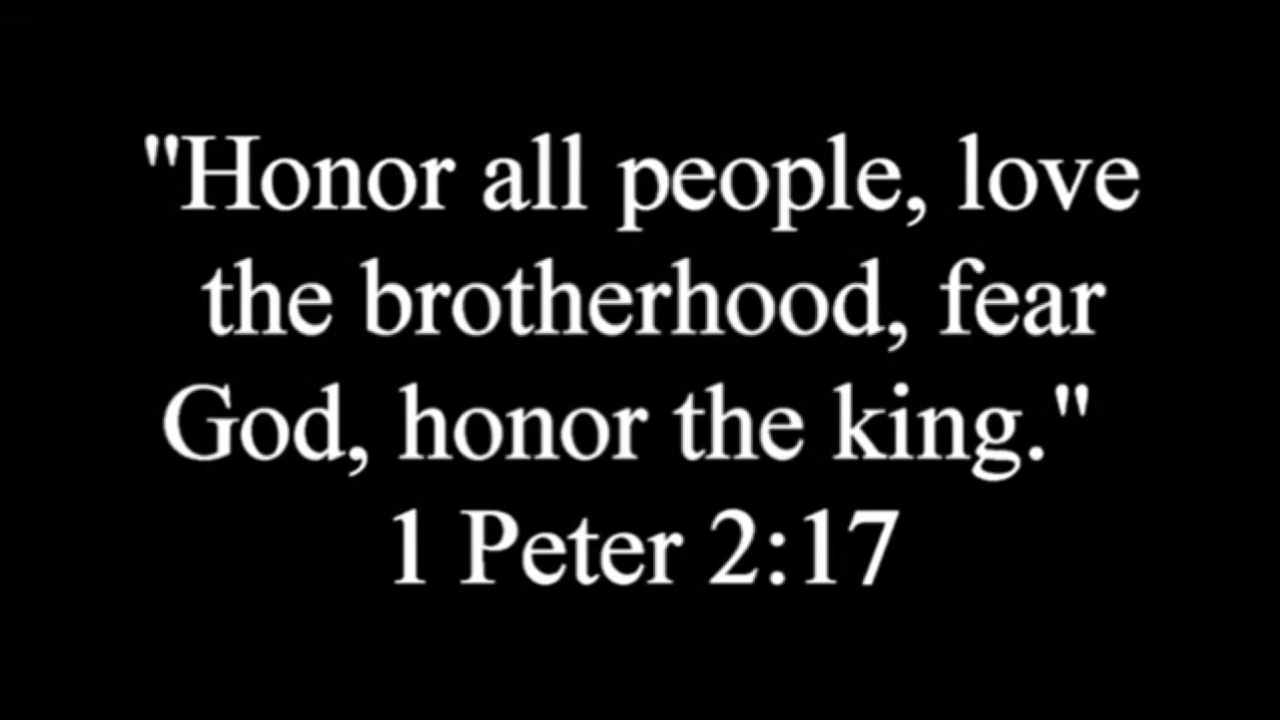 "Honor all people, love
the brotherhood, fear
God, honor the king."
1 Peter 2:17